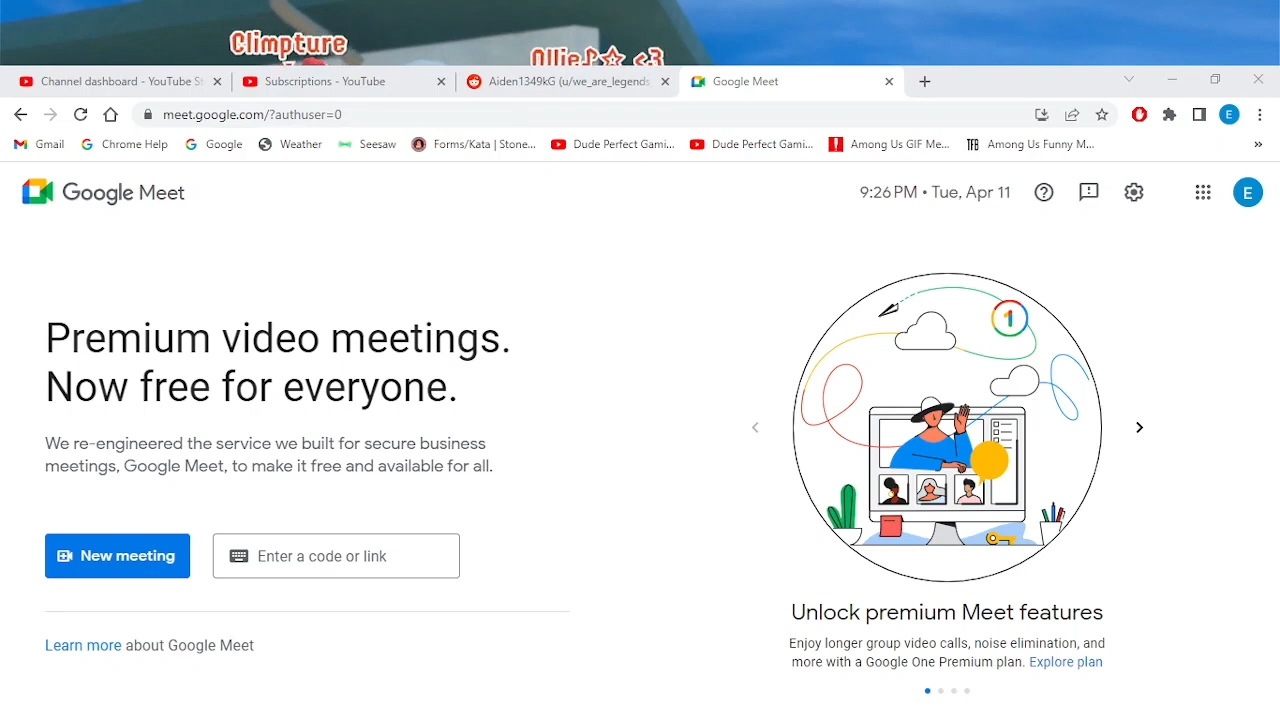 Climpture
Ollie♪☆ <3
Channel dashboard - YouTube St
Subscriptions - YouTube
Aiden1349kG (u/we_are_legends
Google Meet
meet.google.com/?authuser=0
E
Gmail
Chrome Help
Google
Weather
Seesaw
Forms/Kata | Stone...
Dude Perfect Gami...
Dude Perfect Gami...
Among Us GIF Me...
TFB
Among Us Funny M...
»
Google Meet
9:26 PM • Tue, Apr 11
E
Premium video meetings.
Now free for everyone.
We re-engineered the service we built for secure business
meetings, Google Meet, to make it free and available for all.
New meeting
Enter a code or link
Learn more about Google Meet
1
Unlock premium Meet features
Enjoy longer group video calls, noise elimination, and
more with a Google One Premium plan. Explore plan